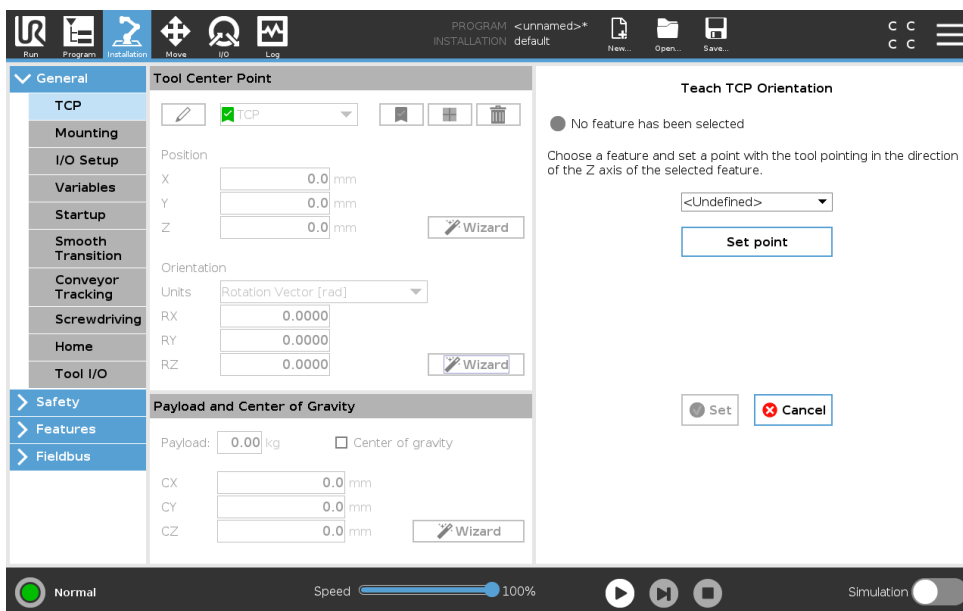 UR
PROGRAM <unnamed>*
INSTALLATION default
C C
C C
Run
Program
Installation
Move
I/O
Log
New...
Open...
Save...
General
TCP
Mounting
I/O Setup
Variables
Startup
Smooth
Transition
Conveyor
Tracking
Screwdriving
Home
Tool I/O
Safety
Features
Fieldbus
Tool Center Point
TCP
Position
X 0.0 mm
Y 0.0 mm
Z 0.0 mm
Wizard
Orientation
Units Rotation Vector [rad]
RX 0.0000
RY 0.0000
RZ 0.0000
Wizard
Payload and Center of Gravity
Payload: 0.00 kg Center of gravity
CX 0.0 mm
CY 0.0 mm
CZ 0.0 mm
Wizard
Teach TCP Orientation
No feature has been selected
Choose a feature and set a point with the tool pointing in the direction
of the Z axis of the selected feature.
<Undefined>
Set point
Set Cancel
Normal
Speed 100%
Simulation